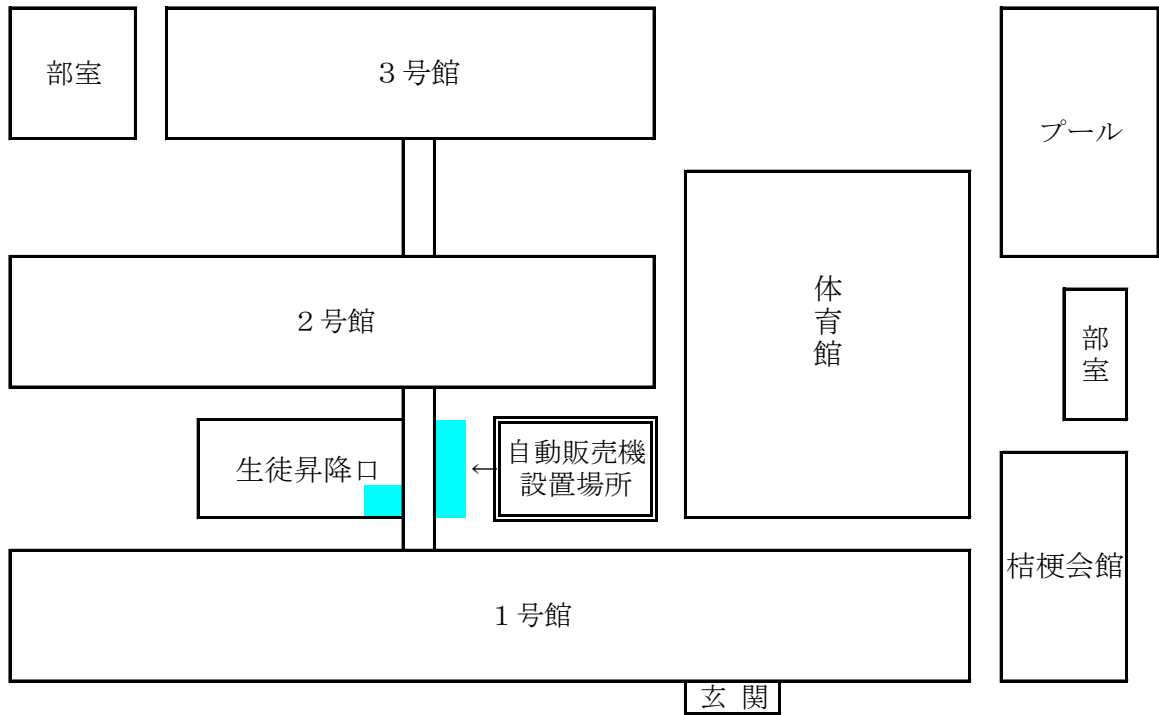 部室
３号館
プール
２号館
体育館
部室
生徒昇降口
←
自動販売機
設置場所
桔梗会館
１号館
玄 関